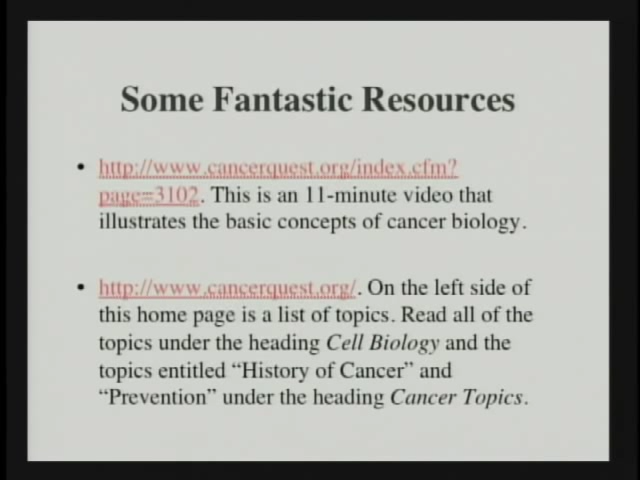 Some Fantastic Resources
• http://www.cancerquest.org/index.cfm?
page=3102. This is an 11-minute video that
illustrates the basic concepts of cancer biology.
• http://www.cancerquest.org/. On the left side of
this home page is a list of topics. Read all of the
topics under the heading Cell Biology and the
topics entitled “History of Cancer” and
“Prevention” under the heading Cancer Topics.